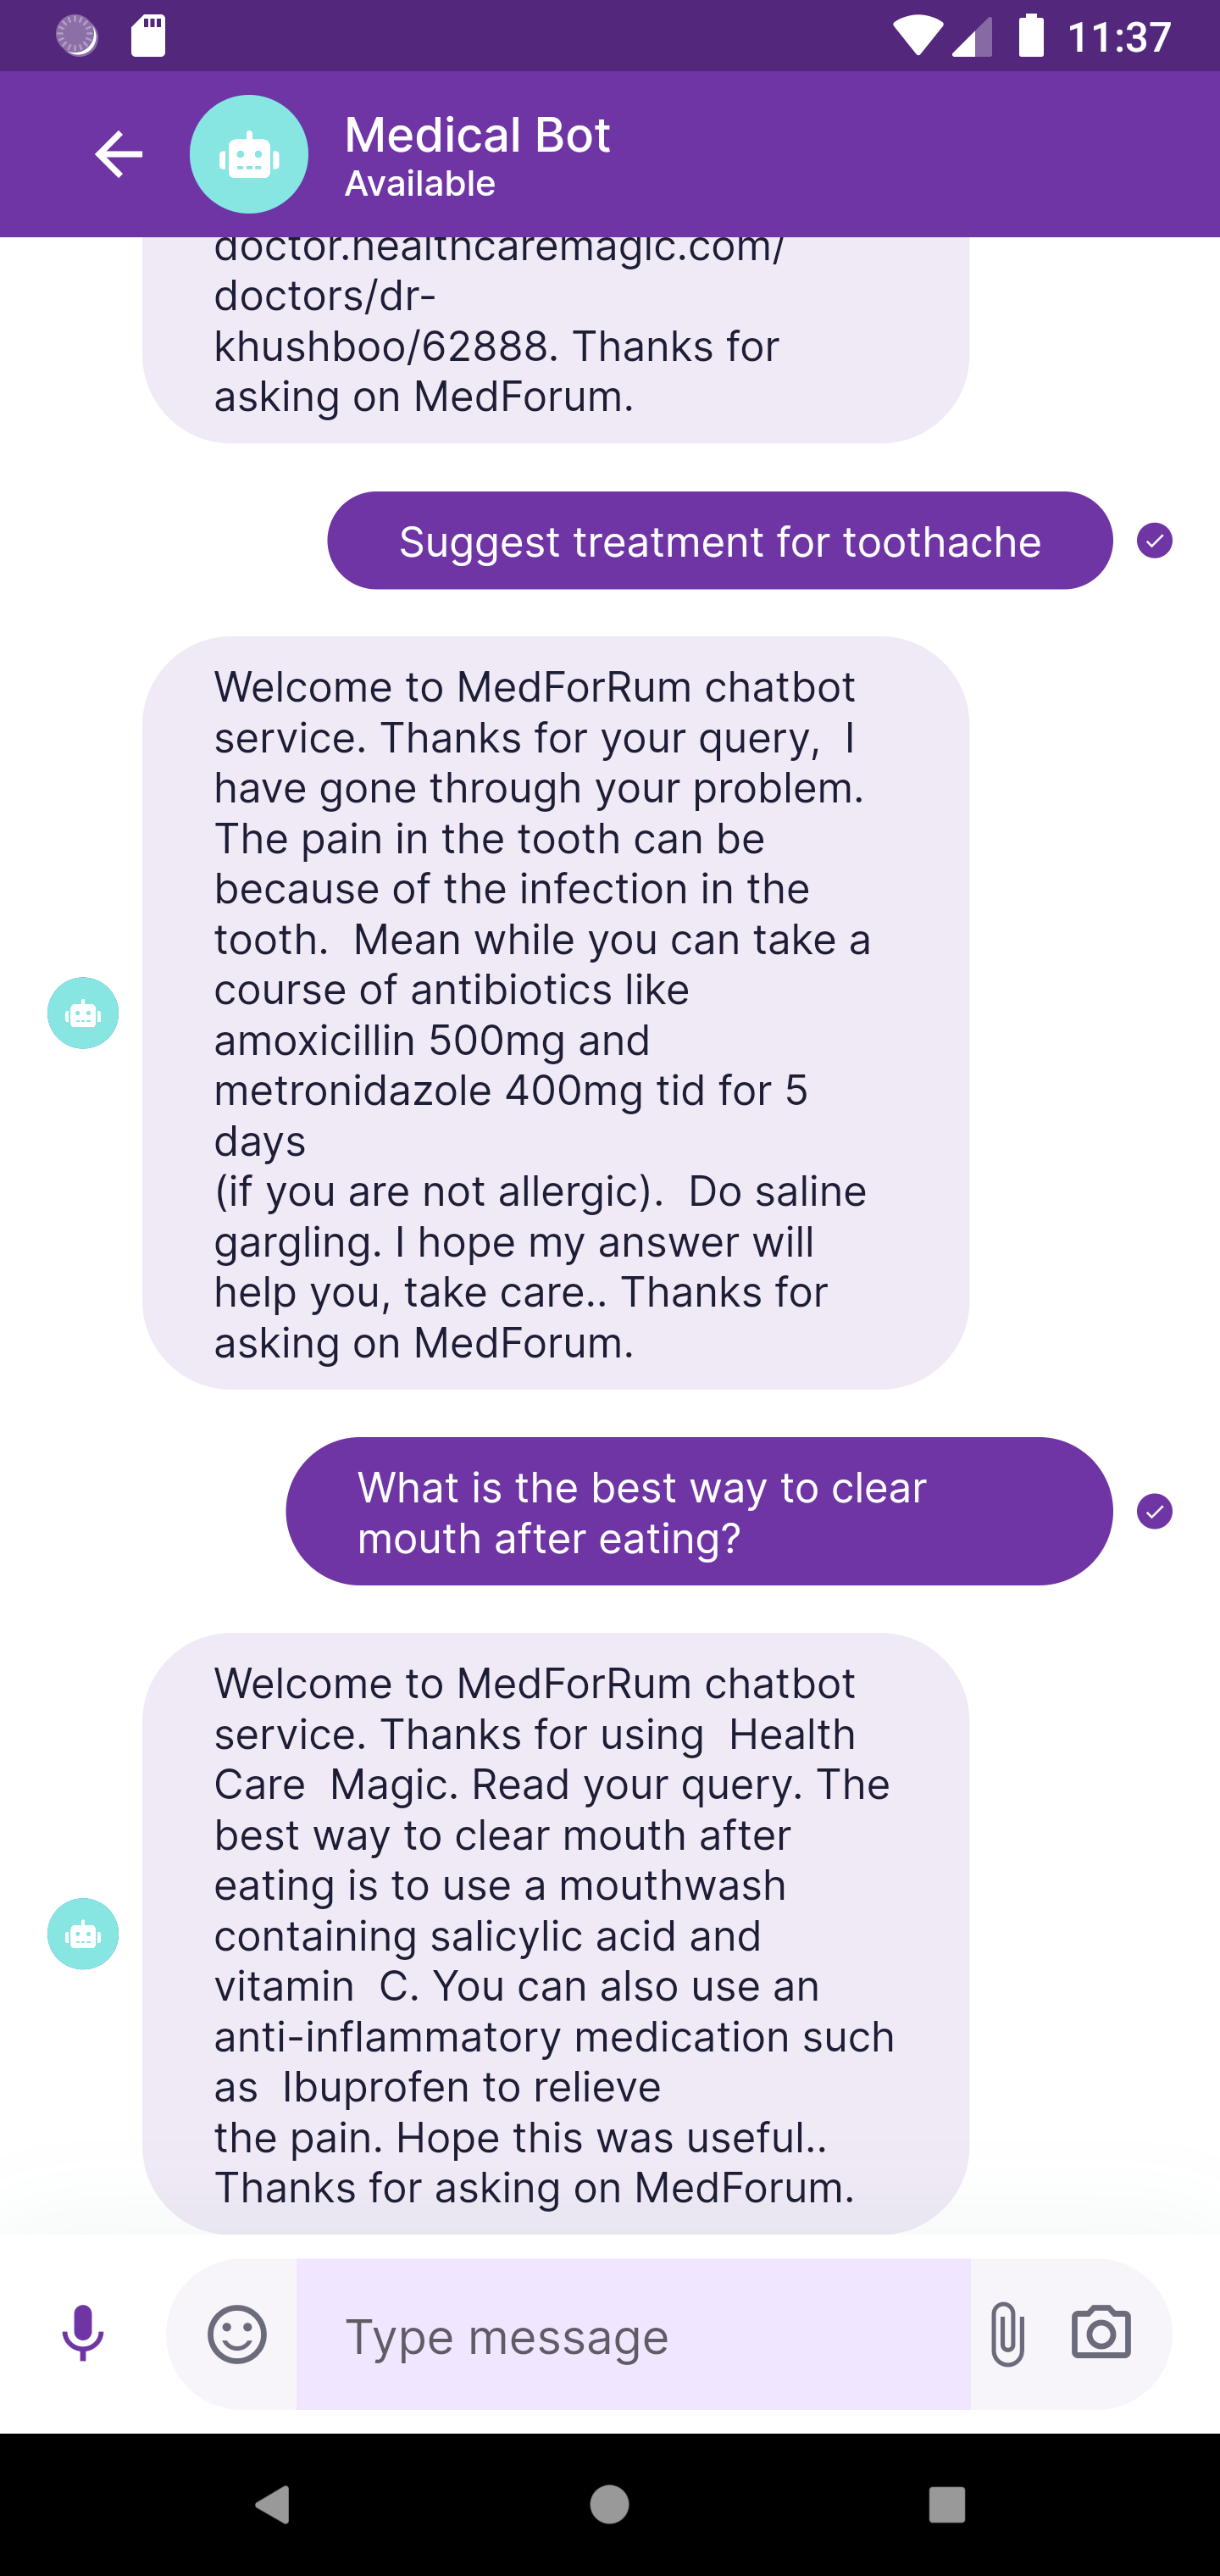 11:37
Medical Bot
Available
doctor.healthcaremagic.com/
doctors/dr-
khushboo/62888. Thanks for
asking on MedForum.
Suggest treatment for toothache
Welcome to MedForRum chatbot
service. Thanks for your query,  I
have gone through your problem.
The pain in the tooth can be
because of the infection in the
tooth.  Mean while you can take a
course of antibiotics like
amoxicillin 500mg and
metronidazole 400mg tid for 5
days
(if you are not allergic).  Do saline
gargling. I hope my answer will
help you, take care.. Thanks for
asking on MedForum.
What is the best way to clear
mouth after eating?
Welcome to MedForRum chatbot
service. Thanks for using  Health
Care  Magic. Read your query. The
best way to clear mouth after
eating is to use a mouthwash
containing salicylic acid and
vitamin  C. You can also use an
anti-inflammatory medication such
as  Ibuprofen to relieve
the pain. Hope this was useful..
Thanks for asking on MedForum.
Type message